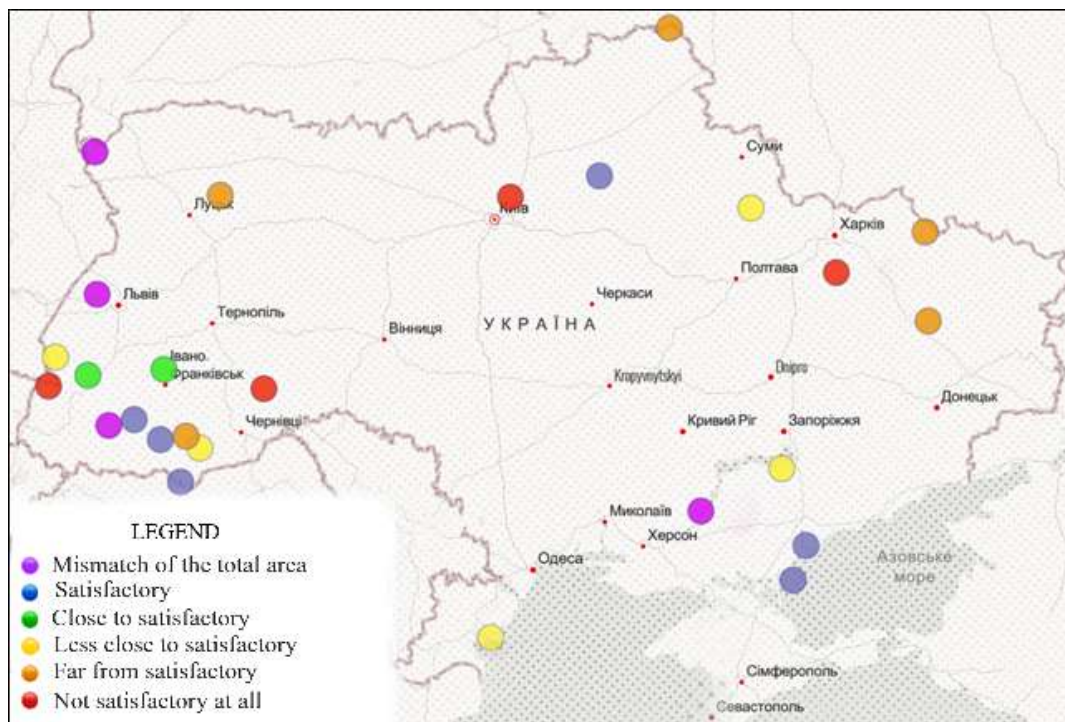 Суми
Луцьк
Київ
Харків
Полтава
Львів
Черкаси
Тернопіль
УКРАЇНА
Вінниця
Івано.
Франківськ
Krapyvnytskyi
Dnipro
Донецьк
Чернівці
Кривий Ріг
Запоріжжя
Миколаїв
Херсон
Одеса
Азовське
море
Сімферополь
Севастополь
LEGEND
Mismatch of the total area
Satisfactory
Close to satisfactory
Less close to satisfactory
Far from satisfactory
Not satisfactory at all